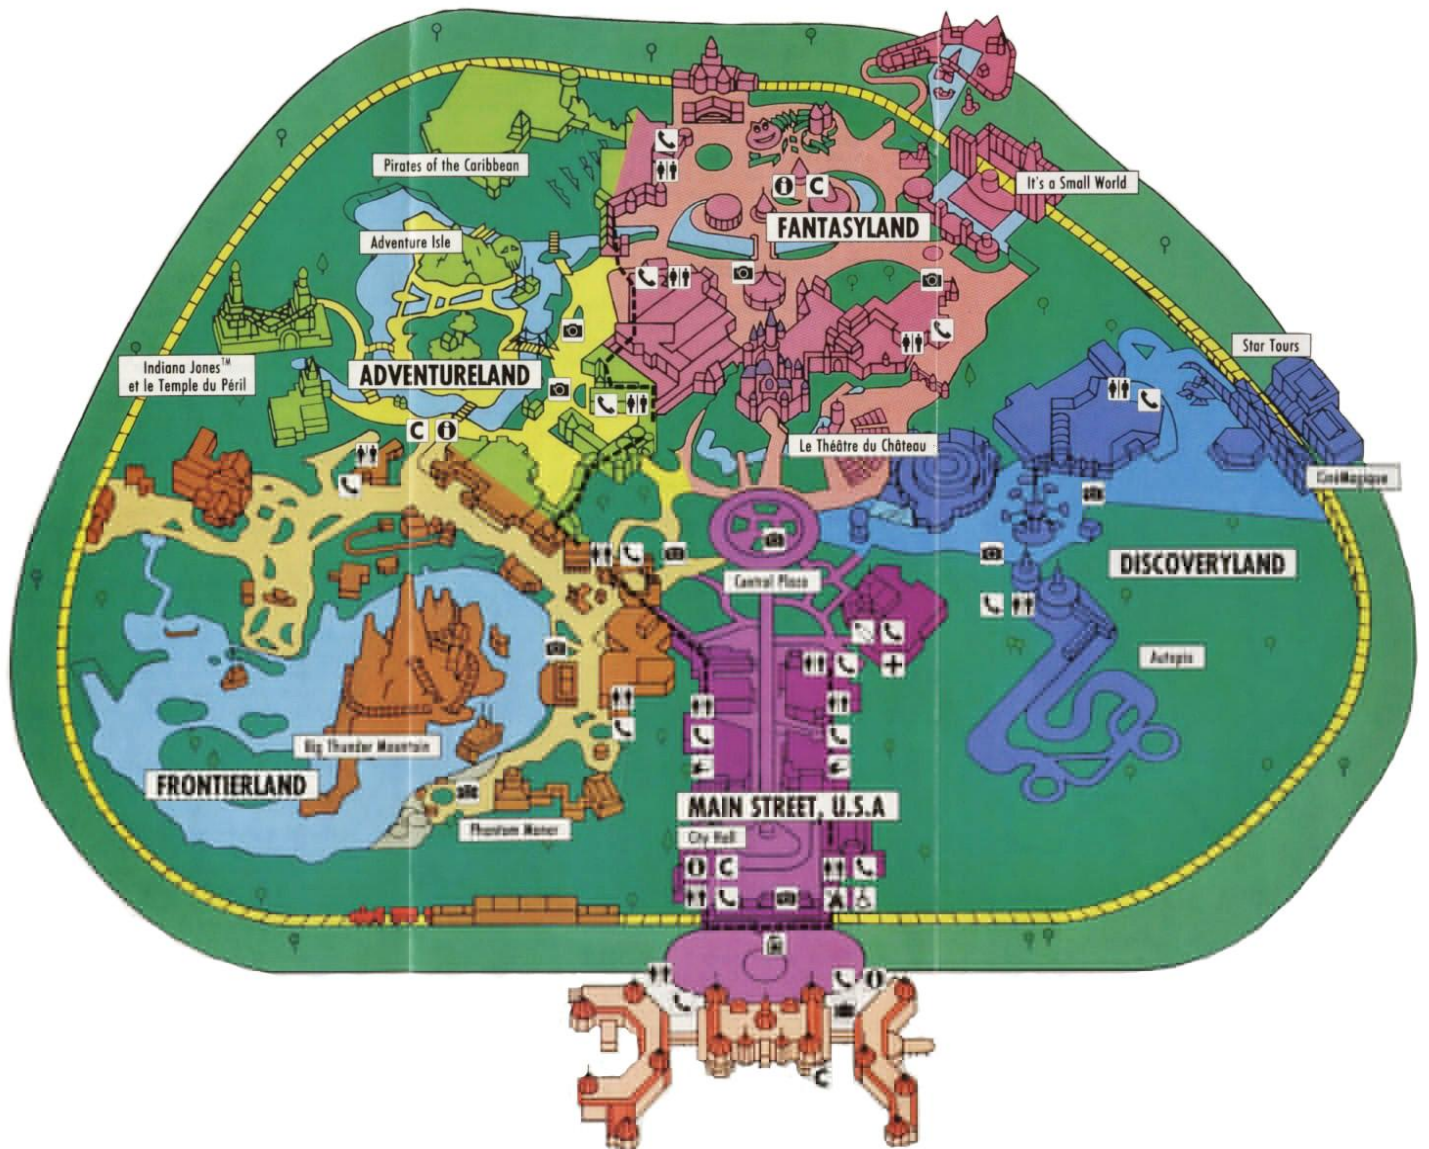 Pirates of the Caribbean
It's a Small World
FANTASYLAND
Adventure Isle
Star Tours
Indiana Jones™
et le Temple du Péril
ADVENTURELAND
C
i
i C
Le Théâtre du Château
CinéMagique
DISCOVERYLAND
Central Plaza
Autopia
Big Thunder Mountain
FRONTIERLAND
MAIN STREET, U.S.A
Phantom Manor
City Hall
i C
i
C